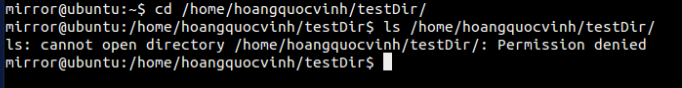 mirror@ubuntu:~$ cd /home/hoangquocvinh/testDir/
mirror@ubuntu:/home/hoangquocvinh/testDir$ ls /home/hoangquocvinh/testDir/
ls: cannot open directory /home/hoangquocvinh/testDir/: Permission denied
mirror@ubuntu:/home/hoangquocvinh/testDir$